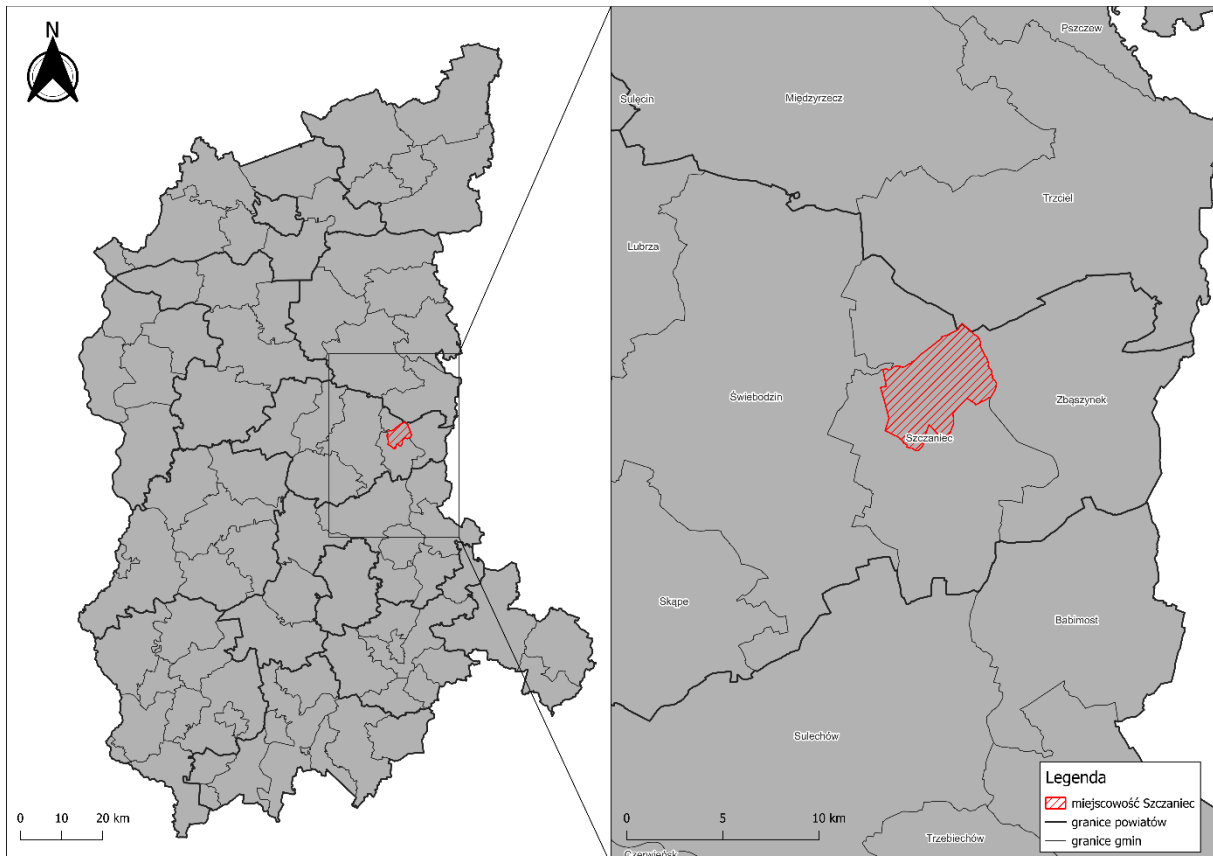 N
0 10 20 km
Pszczew
Sulęcin
Międzyrzecz
Trzciel
Lubrza
Świebodzin
Zbąszynek
Szczaniec
Skąpe
Babimost
Sulechów
Trzebiechów
Czerwieńsk
0 5 10 km
Legenda
miejscowość Szczaniec
granice powiatów
granice gmin